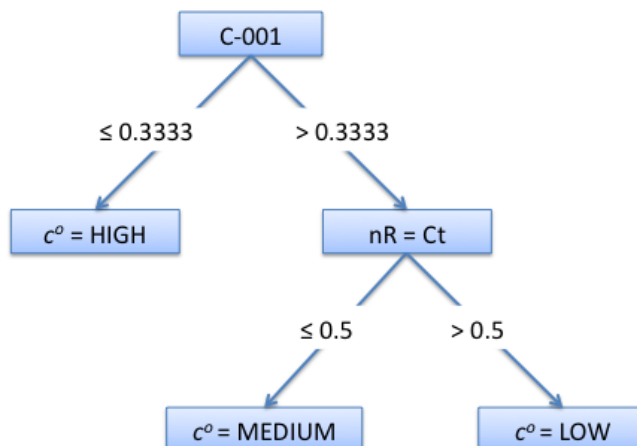 C-001
≤ 0.3333
> 0.3333
cº = HIGH
nR = Ct
≤ 0.5
> 0.5
cº = MEDIUM
cº = LOW